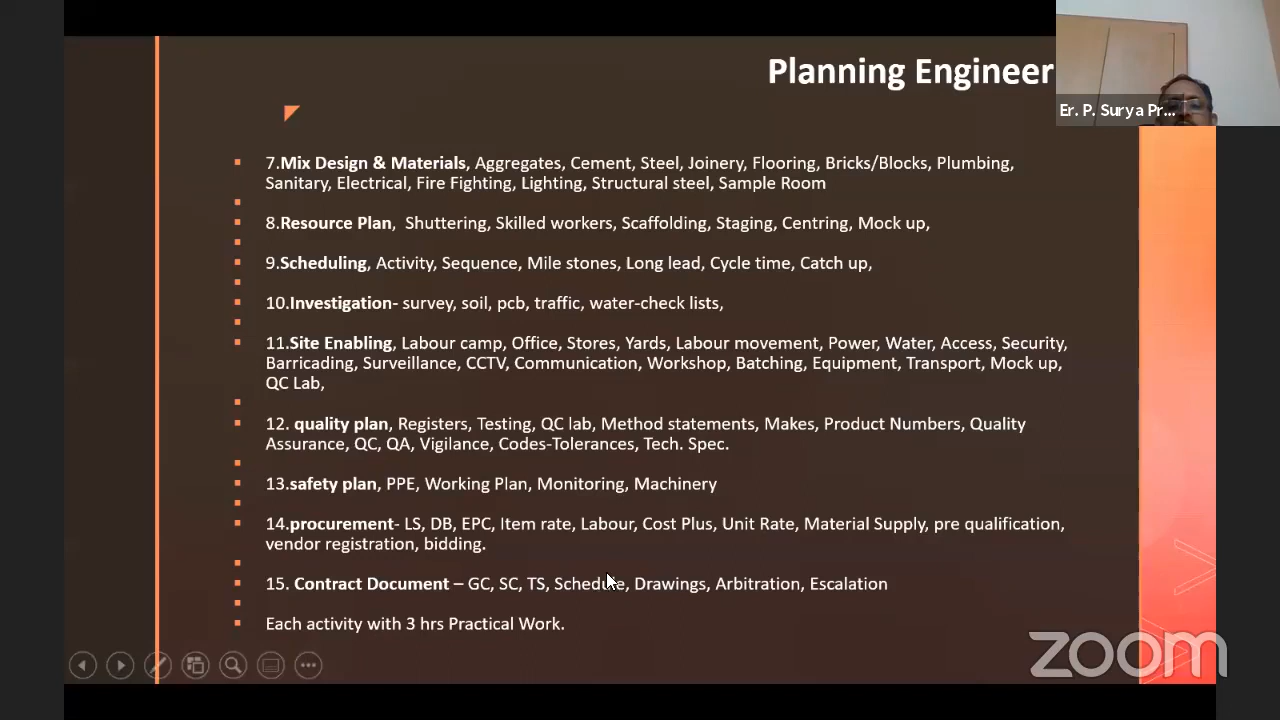 Planning Engineer
Er. P. Surya Pr...
7.Mix Design & Materials, Aggregates, Cement, Steel, Joinery, Flooring, Bricks/Blocks, Plumbing,
Sanitary, Electrical, Fire Fighting, Lighting, Structural steel, Sample Room
8.Resource Plan, Shuttering, Skilled workers, Scaffolding, Staging, Centring, Mock up,
9.Scheduling, Activity, Sequence, Mile stones, Long lead, Cycle time, Catch up,
10.Investigation- survey, soil, pcb, traffic, water-check lists,
11.Site Enabling, Labour camp, Office, Stores, Yards, Labour movement, Power, Water, Access, Security,
Barricading, Surveillance, CCTV, Communication, Workshop, Batching, Equipment, Transport, Mock up,
QC Lab,
12. quality plan, Registers, Testing, QC lab, Method statements, Makes, Product Numbers, Quality
Assurance, QC, QA, Vigilance, Codes-Tolerances, Tech. Spec.
13.safety plan, PPE, Working Plan, Monitoring, Machinery
14.procurement- LS, DB, EPC, Item rate, Labour, Cost Plus, Unit Rate, Material Supply, pre qualification,
vendor registration, bidding.
15. Contract Document – GC, SC, TS, Schedule, Drawings, Arbitration, Escalation
Each activity with 3 hrs Practical Work.
zoom